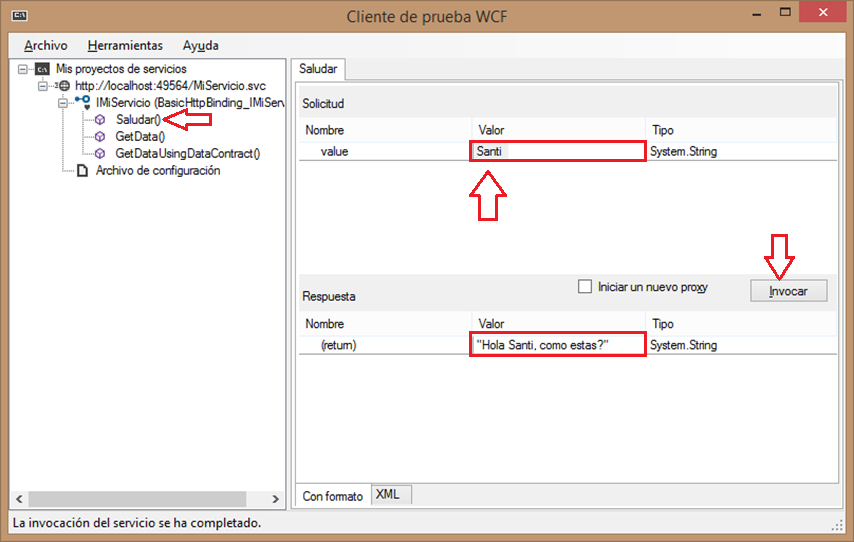 Cliente de prueba WCF
Archivo Herramientas Ayuda
Mis proyectos de servicios
http://localhost:49564/MiServicio.svc
IMiServicio (BasicHttpBinding_IMiServ
Saludar()
GetData()
GetDataUsingDataContract()
Archivo de configuración
Saludar
Solicitud
Nombre Valor Tipo
value Santi System.String
Iniciar un nuevo proxy Invocar
Respuesta
Nombre Valor Tipo
(return) "Hola Santi, como estas?" System.String
Con formato XML
La invocación del servicio se ha completado.